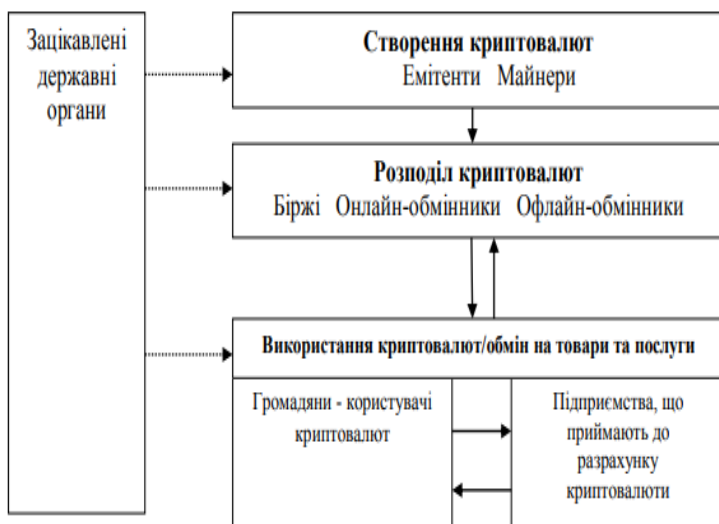 Зацікавлені
державні
органи
Створення криптовалют
Емітенти Майнери
Розподіл криптовалют
Біржі Онлайн-обмінники Офлайн-обмінники
Використання криптовалют/обмін на товари та послуги
Громадяни - користувачі
криптовалют
Підприємства, що
приймають до
разрахунку
криптовалюти